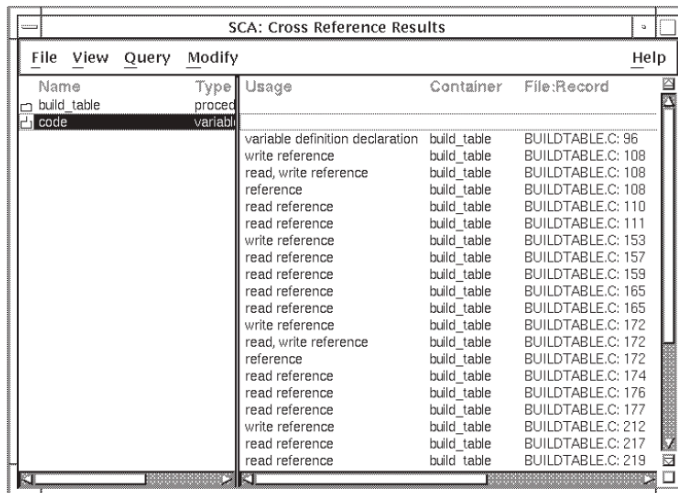 SCA: Cross Reference Results
File View Query Modify Help
Name Type Usage Container File:Record
build_table proced
code variabl
variable definition declaration build_table BUILDTABLE.C: 96
write reference build_table BUILDTABLE.C: 108
read, write reference build_table BUILDTABLE.C: 108
reference build_table BUILDTABLE.C: 108
read reference build_table BUILDTABLE.C: 110
read reference build_table BUILDTABLE.C: 111
write reference build_table BUILDTABLE.C: 153
read reference build_table BUILDTABLE.C: 157
read reference build_table BUILDTABLE.C: 159
read reference build_table BUILDTABLE.C: 165
read reference build_table BUILDTABLE.C: 165
write reference build_table BUILDTABLE.C: 172
read, write reference build_table BUILDTABLE.C: 172
reference build_table BUILDTABLE.C: 172
read reference build_table BUILDTABLE.C: 174
read reference build_table BUILDTABLE.C: 176
read reference build_table BUILDTABLE.C: 177
write reference build_table BUILDTABLE.C: 212
read reference build_table BUILDTABLE.C: 217
read reference build_table BUILDTABLE.C: 219